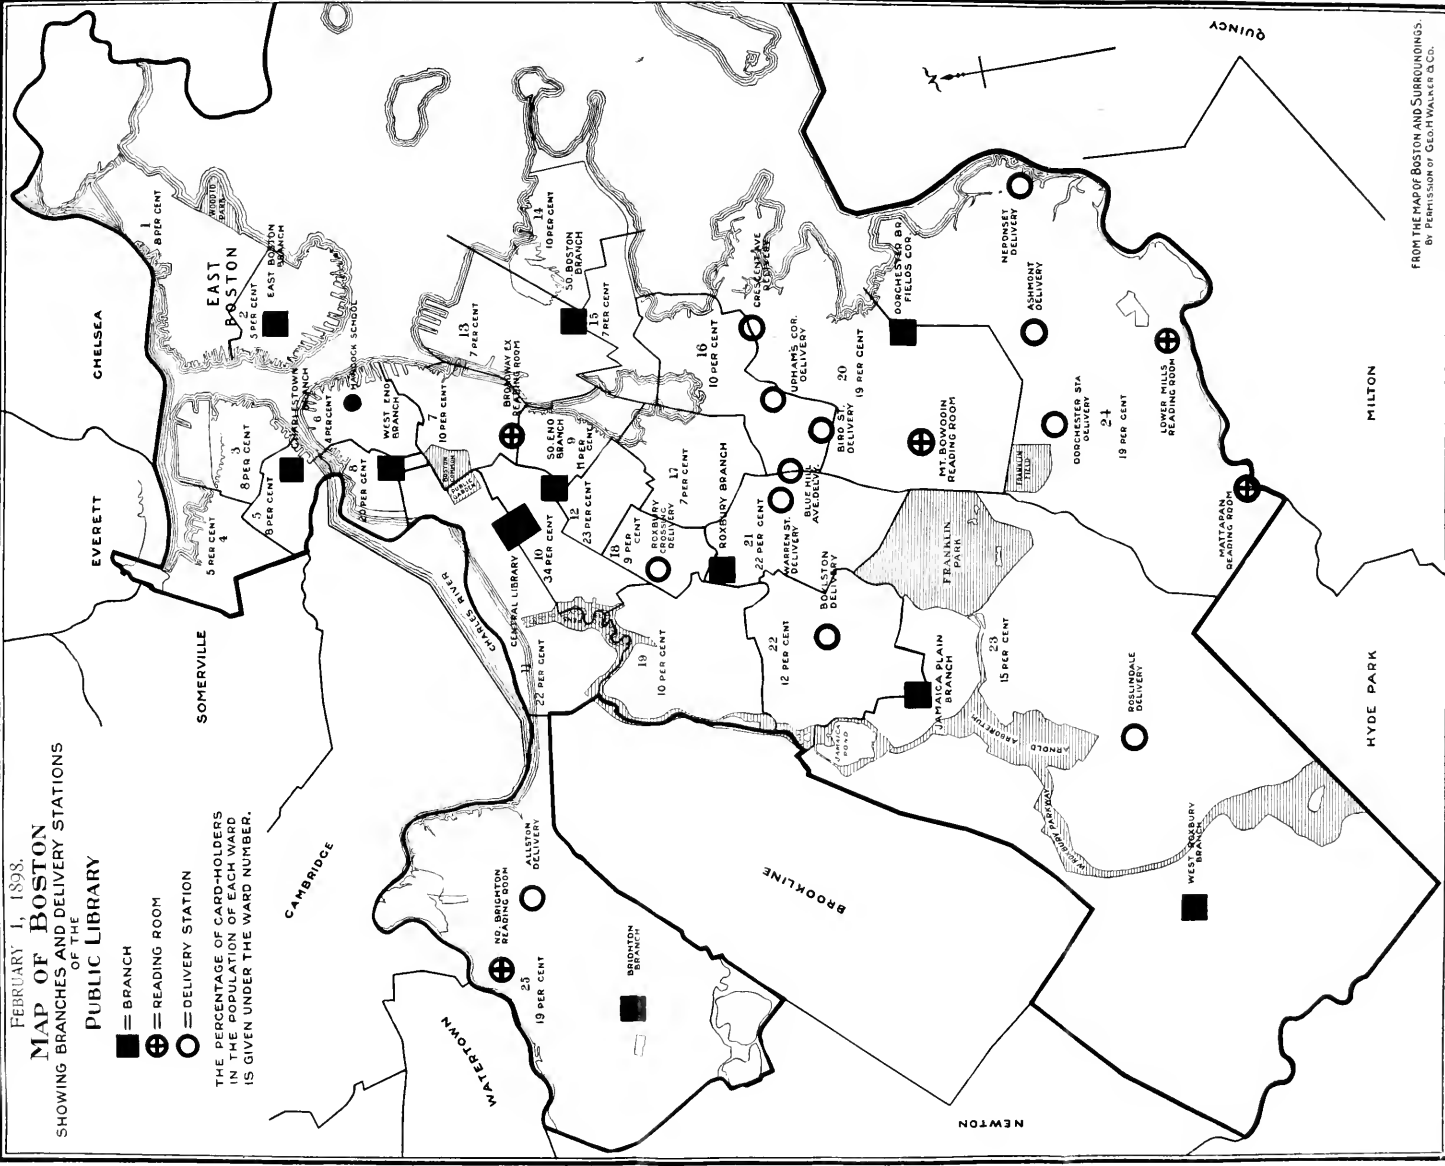 FEBRUARY 1, 1898.
MAP OF BOSTON
SHOWING BRANCHES AND DELIVERY STATIONS
OF THE
PUBLIC LIBRARY
= BRANCH
= READING ROOM
= DELIVERY STATION
THE PERCENTAGE OF CARD-HOLDERS
IN THE POPULATION OF EACH WARD
IS GIVEN UNDER THE WARD NUMBER.
CHELSEA
EVERETT
SOMERVILLE
CAMBRIDGE
WATERTOWN
NEWTON
BROOKLINE
HYDE PARK
MILTON
QUINCY
1
8 PER CENT
WOOD ID
PARK
EAST
BOSTON
2
5 PER CENT
EAST BOSTON
BRANCH
3
8 PER CENT
5 PER CENT
4
5
8 PER CENT
CHARLESTOWN
BRANCH
6
4 PER CENT
HANCOCK SCHOOL
WEST END
BRANCH
7
10 PER CENT
8
BOSTON
COMMON
PUBLIC
GARDEN
BROADWAY EX
READING ROOM
SO. END
BRANCH
9
10
34 PER CENT
CENTRAL LIBRARY
CHARLES RIVER
11
22 PER CENT
12
23 PER CENT
13
7 PER CENT
14
10 PER CENT
SO. BOSTON
BRANCH
15
7 PER CENT
16
10 PER CENT
17
7 PER CENT
18
9 PER
CENT
ROXBURY
CROSSING
DELIVERY
19
10 PER CENT
FENS
ROXBURY BRANCH
21
22 PER CENT
WARREN ST.
DELIVERY
BLUE HILL
AVE. DELVY.
BIRD ST.
DELIVERY
UPHAMS COR.
DELIVERY
CRESCENT AVE
DELIVERY
20
19 PER CENT
DORCHESTER BR.
FIELDS COR.
MT. BOWDOIN
READING ROOM
22
12 PER CENT
BOYLSTON
DELIVERY
FRANKLIN
PARK
FRANKLIN
FIELD
JAMAICA PLAIN
BRANCH
JAMAICA
POND
23
15 PER CENT
ARNOLD
ARBORETUM
W. ROXBURY PARKWAY
WEST ROXBURY
BRANCH
ROSLINDALE
DELIVERY
NEPONSET
DELIVERY
ASHMONT
DELIVERY
DORCHESTER STA
DELIVERY
24
19 PER CENT
LOWER MILLS
READING ROOM
MATTAPAN
READING ROOM
ALLSTON
DELIVERY
NO. BRIGHTON
READING ROOM
25
19 PER CENT
BRIGHTON
BRANCH
N
FROM THE MAP OF BOSTON AND SURROUNDINGS.
BY PERMISSION OF GEO. H WALKER & CO.